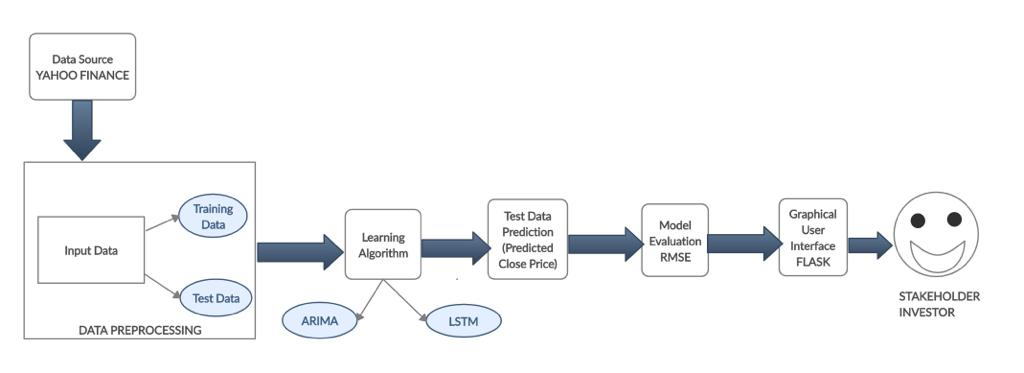 Data Source
YAHOO FINANCE
Input Data
Training
Data
Test Data
DATA PREPROCESSING
Learning
Algorithm
ARIMA
LSTM
Test Data
Prediction
(Predicted
Close Price)
Model
Evaluation
RMSE
Graphical
User
Interface
FLASK
STAKEHOLDER
INVESTOR